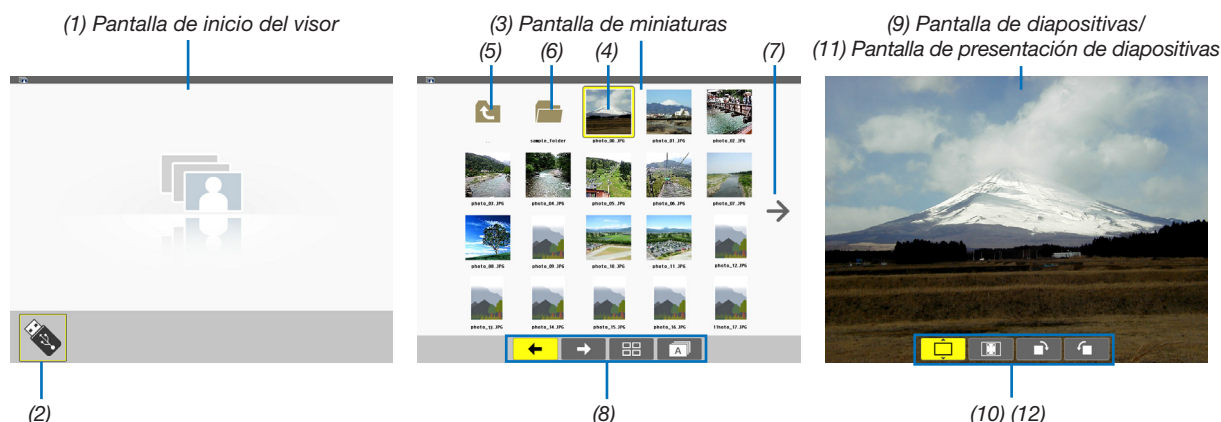 (1) Pantalla de inicio del visor
(3) Pantalla de miniaturas
(9) Pantalla de diapositivas/
(11) Pantalla de presentación de diapositivas
(5) (6) (4) (7)
sample_folder photo_00.JPG photo_01.JPG photo_02.JPG
photo_03.JPG photo_04.JPG photo_05.JPG photo_06.JPG photo_07.JPG
photo_08.JPG photo_09.JPG photo_10.JPG photo_11.JPG photo_12.JPG
photo_13.JPG photo_14.JPG photo_15.JPG photo_16.JPG
A
(2)
(8)
(10) (12)